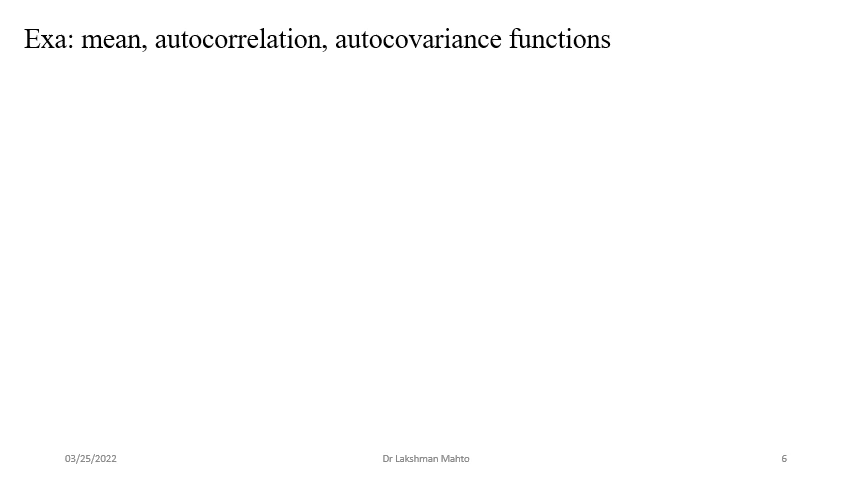 Exa: mean, autocorrelation, autocovariance functions
03/25/2022
Dr Lakshman Mahto
6